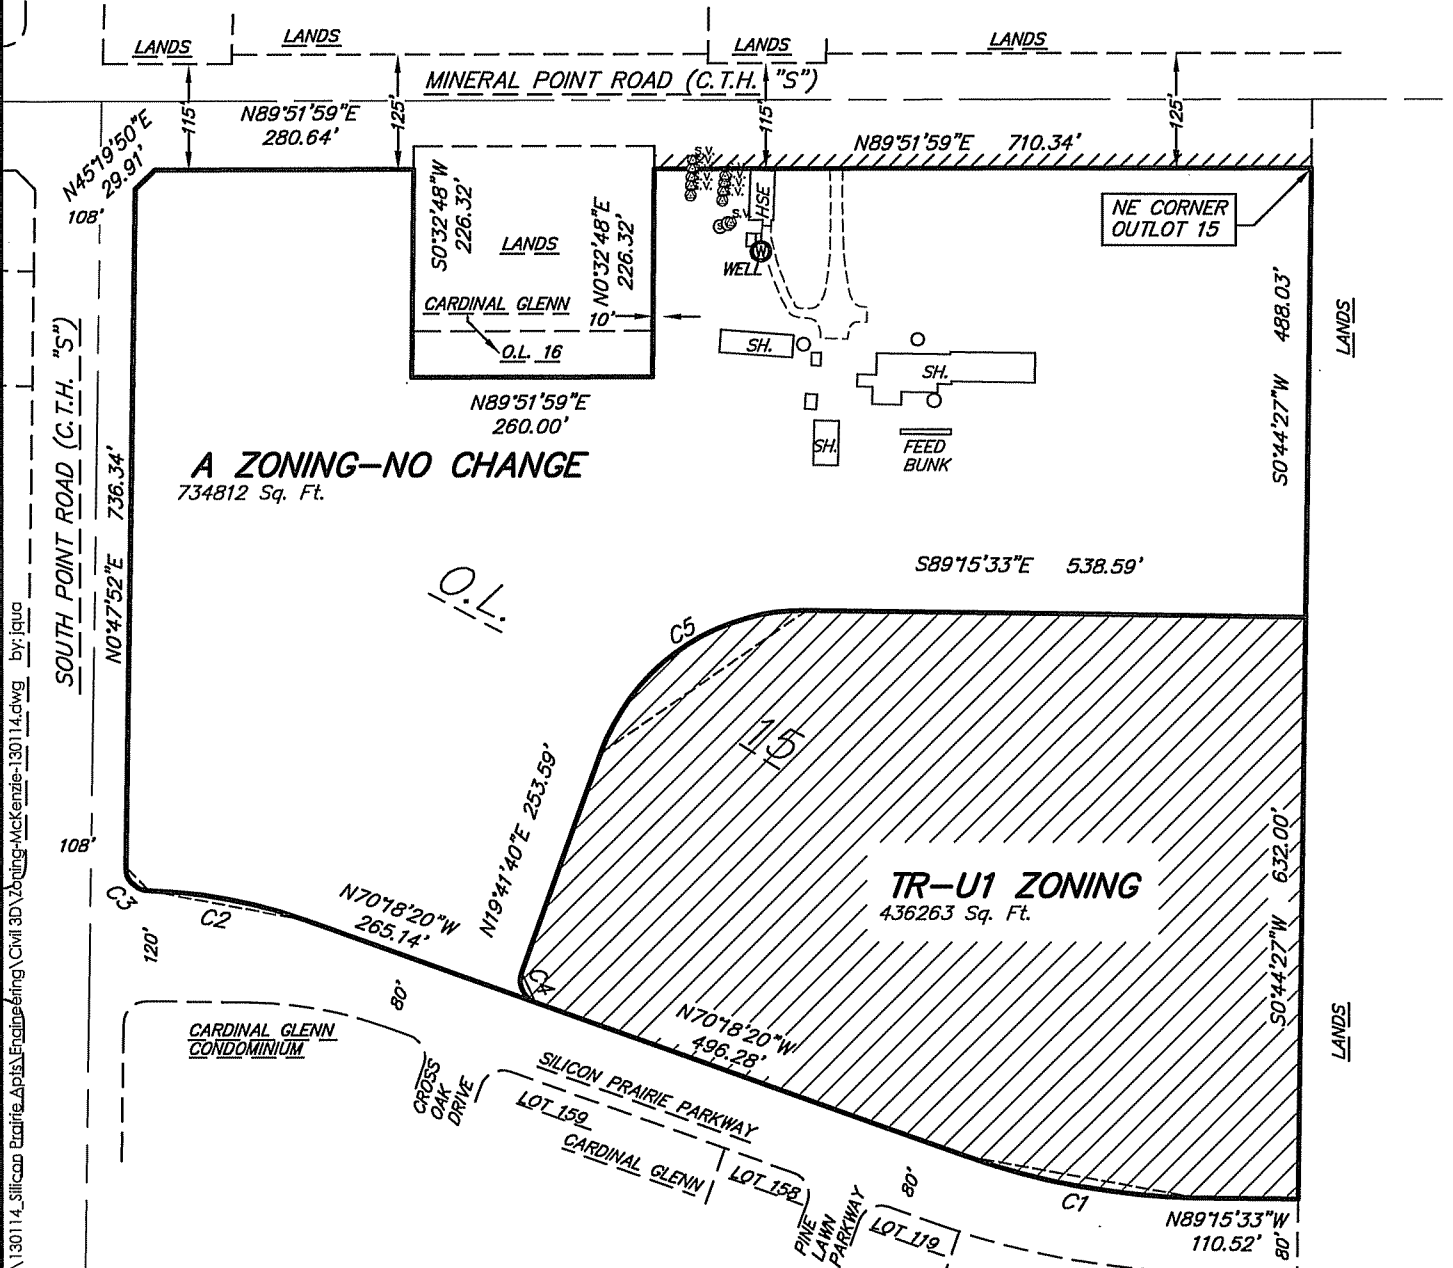 LANDS
LANDS
LANDS
LANDS
MINERAL POINT ROAD (C.T.H. "S")
N45°19'50"E
29.91'
115'
N89°51'59"E
280.64'
125'
115'
N89°51'59"E 710.34'
125'
108'
S0°32'48"W
226.32'
LANDS
N0°32'48"E
226.32'
CARDINAL GLENN
10'
O.L. 16
N89°51'59"E
260.00'
S.V.
S.V.
S.V.
S.V.
S.V.
S.V.
S.V.
HSE
W
WELL
NE CORNER
OUTLOT 15
SH.
SH.
SH.
FEED
BUNK
S0°44'27"W 488.03'
LANDS
SOUTH POINT ROAD (C.T.H. "S")
N0°47'52"E 736.34'
A ZONING-NO CHANGE
734812 Sq. Ft.
S89°15'33"E 538.59'
O.L.
C5
15
N19°41'40"E 253.59'
TR-U1 ZONING
436263 Sq. Ft.
S0°44'27"W 632.00'
LANDS
108'
C3
C2
120'
N70°18'20"W
265.14'
C4
80'
N70°18'20"W
496.28'
CARDINAL GLENN
CONDOMINIUM
CROSS
OAK
DRIVE
SILICON PRAIRIE PARKWAY
LOT 159
CARDINAL GLENN
LOT 158
PINE
LAWN
PARKWAY
80'
LOT 119
C1
N89°15'33"W
110.52'
80'
\130114_Silicon Prairie Apts\Engineering\Civil 3D\Zoning-McKenzie-130114.dwg by: jqua